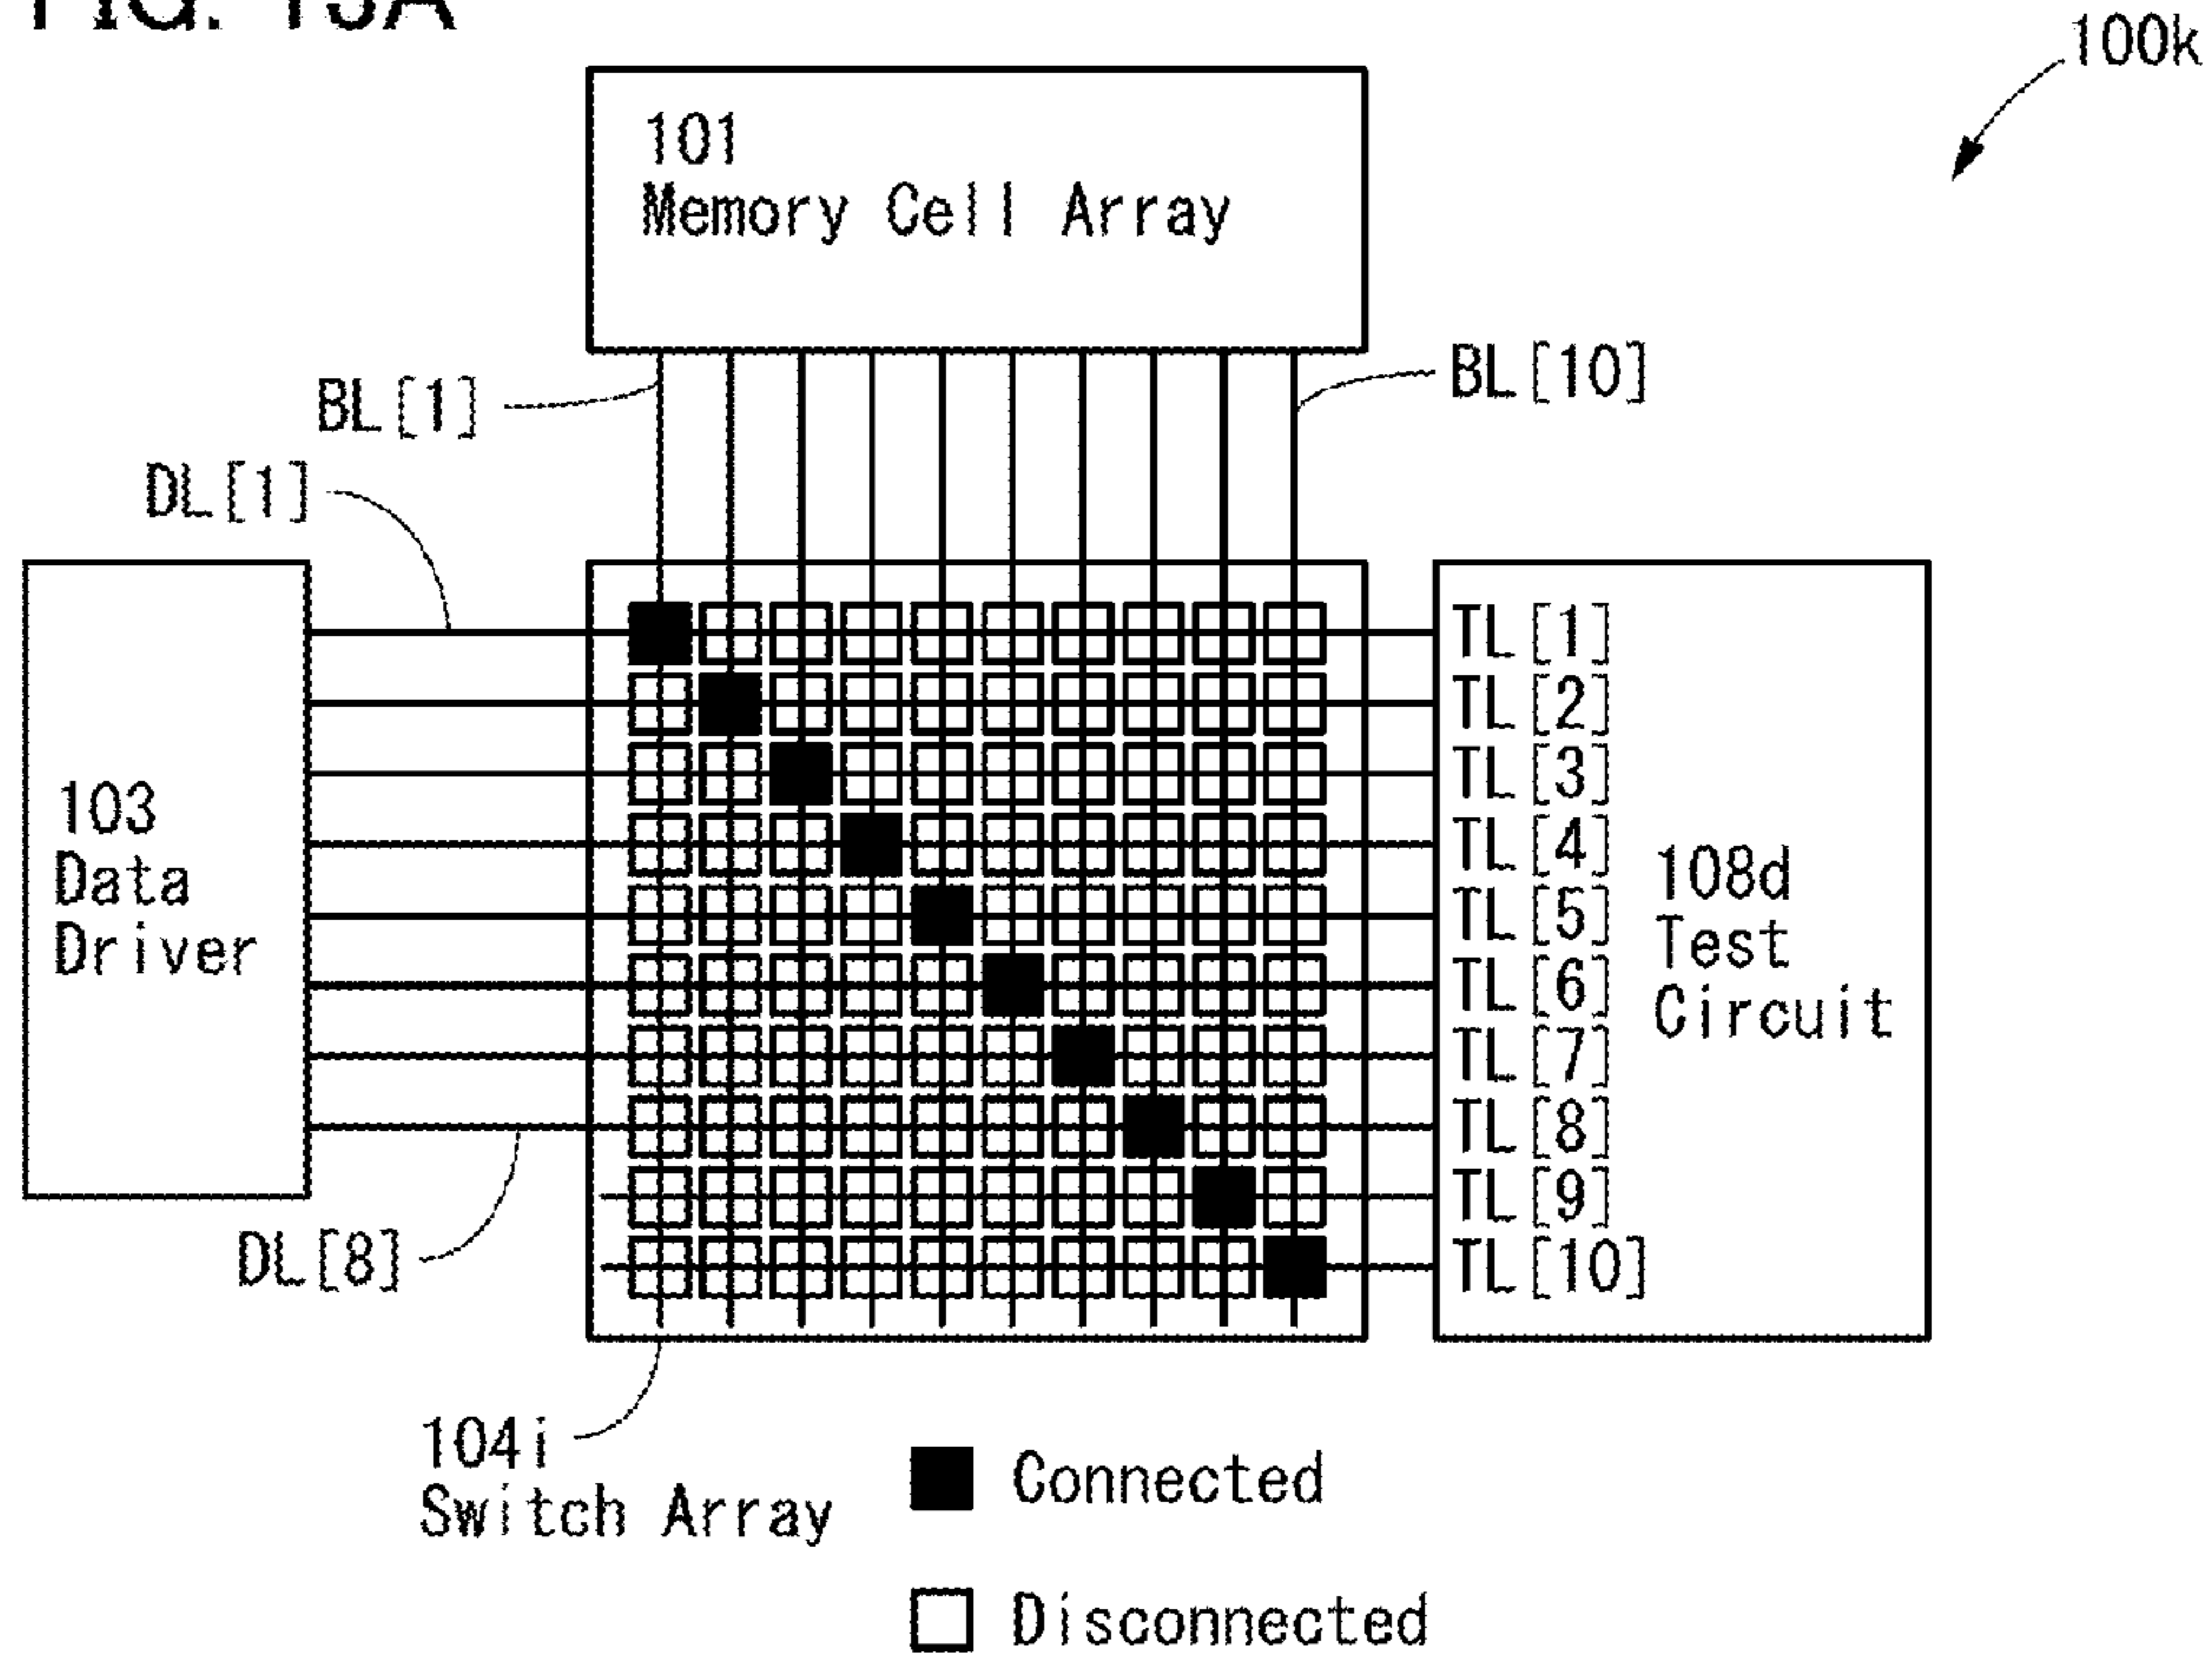 FIG. 13A
100k
101
Memory Cell Array
BL[1]
BL[10]
DL[1]
103
Data
Driver
TL[1]
TL[2]
TL[3]
TL[4]
TL[5]
TL[6]
TL[7]
TL[8]
TL[9]
TL[10]
108d
Test
Circuit
DL[8]
104i
Switch Array
Connected
Disconnected